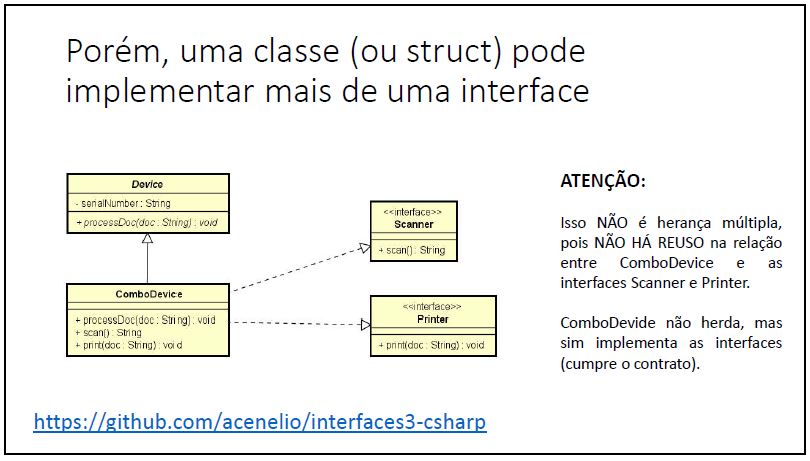 Porém, uma classe (ou struct) pode
implementar mais de uma interface
Device
- serialNumber : String
+ processDoc(doc : String) : void
ComboDevice
+ processDoc(doc : String) : void
+ scan() : String
+ print(doc : String) : void
<<interface>>
Scanner
+ scan() : String
<<interface>>
Printer
+ print(doc : String) : void
ATENÇÃO:
Isso NÃO é herança múltipla,
pois NÃO HÁ REUSO na relação
entre ComboDevice e as
interfaces Scanner e Printer.
ComboDevide não herda, mas
sim implementa as interfaces
(cumpre o contrato).
https://github.com/acenelio/interfaces3-csharp